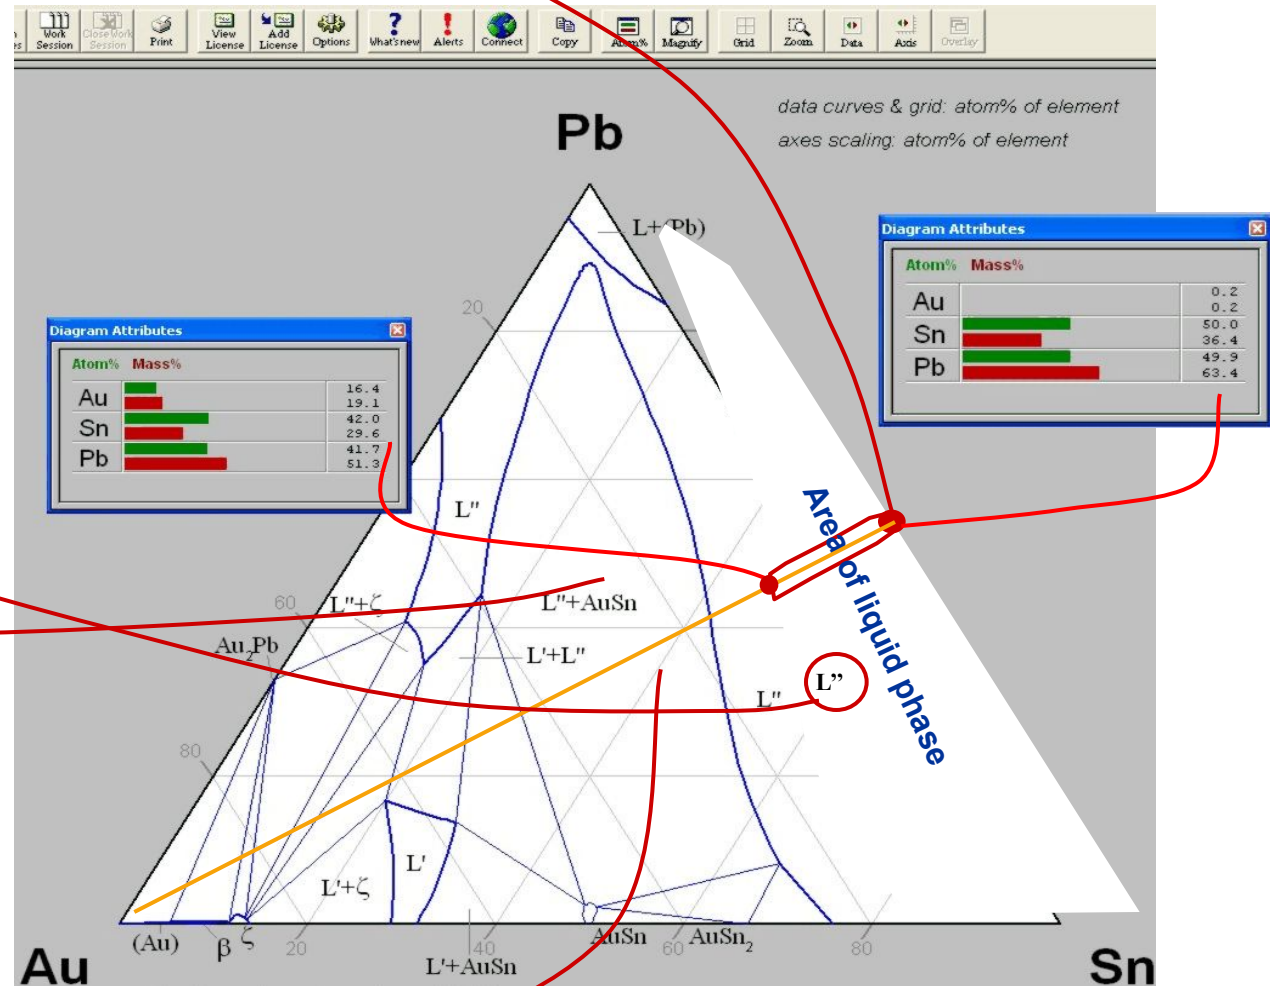 Work Session
Close Work Session
Print
View License
Add License
Options
What'snew
Alerts
Connect
Copy
Atom%
Magnify
Grid
Zoom
Data
Axis
Overlay
data curves & grid: atom% of element
axes scaling: atom% of element
Pb
L+(Pb)
Diagram Attributes
Atom% Mass%
Au 0.2
0.2
Sn 50.0
36.4
Pb 49.9
63.4
20
Diagram Attributes
Atom% Mass%
Au 16.4
19.1
Sn 42.0
29.6
Pb 41.7
51.3
L"
Area of liquid phase
60
L"+ζ
L"+AuSn
Au2Pb
L'+L"
L"
L”
80
L'
L'+ζ
(Au)
β
ζ
20
40
AuSn
60
AuSn2
80
L'+AuSn
Au
Sn